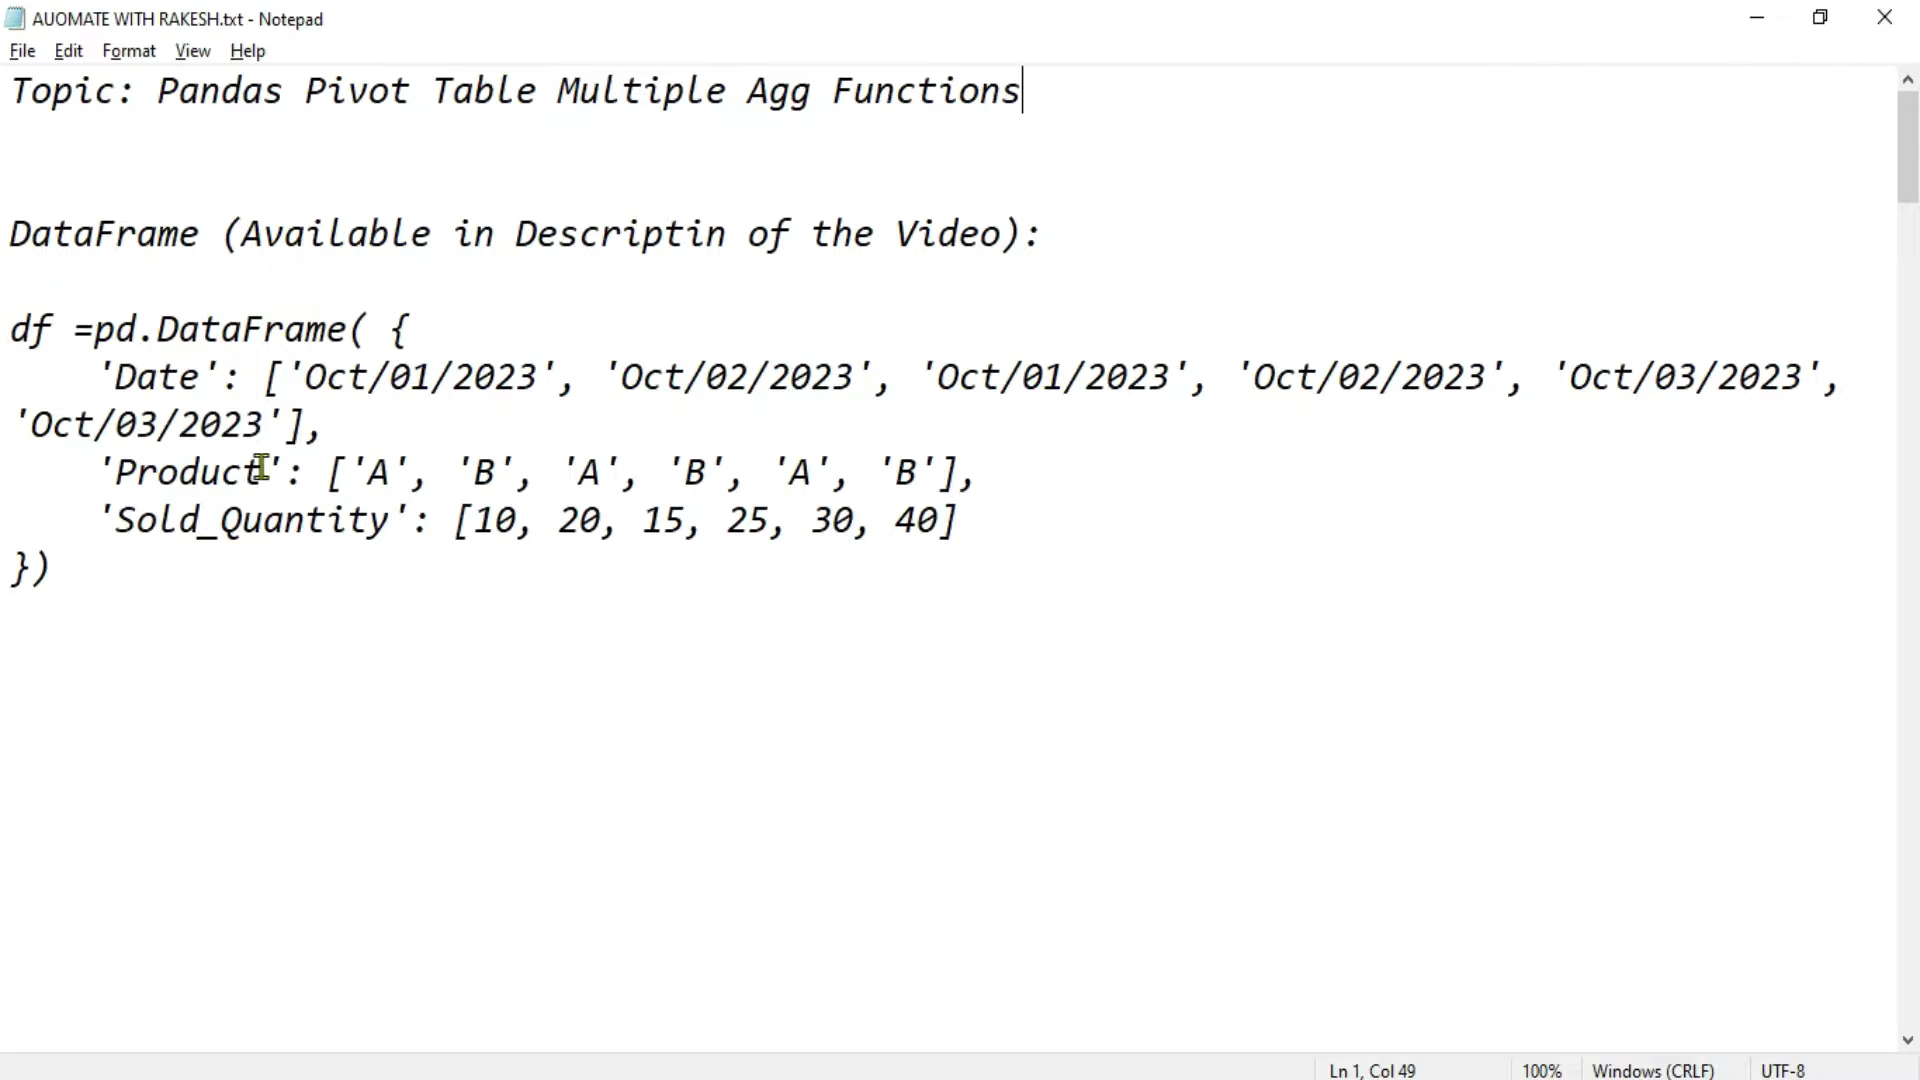 AUOMATE WITH RAKESH.txt - Notepad
File Edit Format View Help
Topic: Pandas Pivot Table Multiple Agg Functions
DataFrame (Available in Descriptin of the Video):
df =pd.DataFrame( {
'Date': ['Oct/01/2023', 'Oct/02/2023', 'Oct/01/2023', 'Oct/02/2023', 'Oct/03/2023',
'Oct/03/2023'],
'Product': ['A', 'B', 'A', 'B', 'A', 'B'],
'Sold_Quantity': [10, 20, 15, 25, 30, 40]
})
Ln 1, Col 49 100% Windows (CRLF) UTF-8